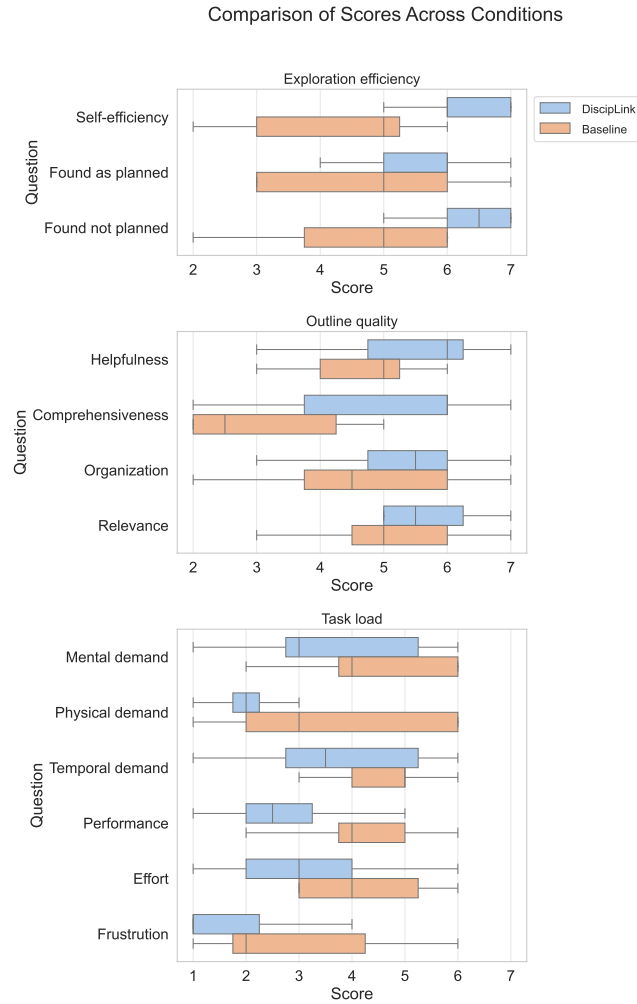 Comparison of Scores Across Conditions
Exploration efficiency
DiscipLink
Baseline
Question
Self-efficiency
Found as planned
Found not planned
2 3 4 5 6 7
Score
Outline quality
Question
Helpfulness
Comprehensiveness
Organization
Relevance
2 3 4 5 6 7
Score
Task load
Question
Mental demand
Physical demand
Temporal demand
Performance
Effort
Frustrution
1 2 3 4 5 6 7
Score